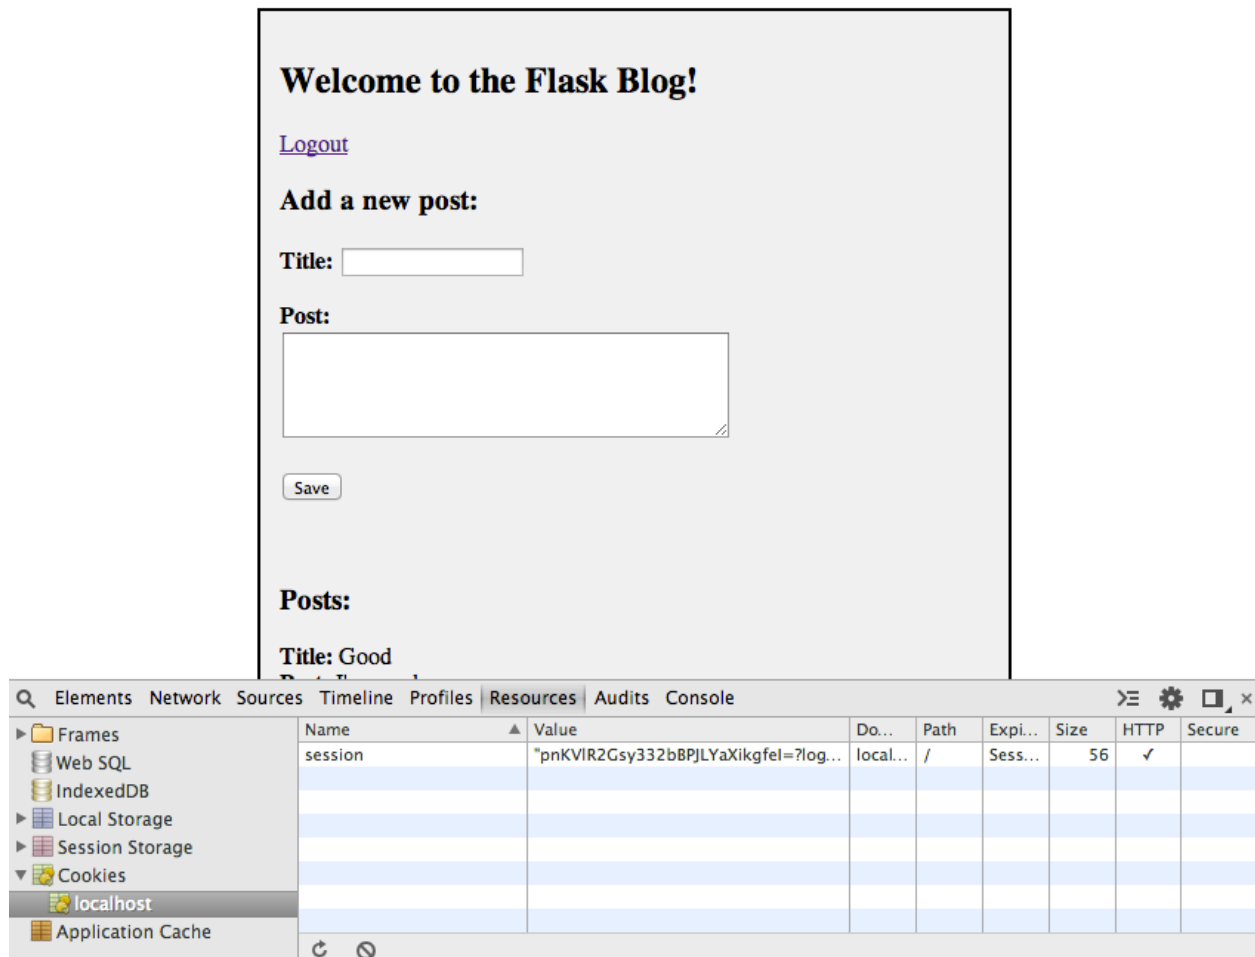 Welcome to the Flask Blog!
Logout
Add a new post:
Title:
Post:
Save
Posts:
Title: Good
Elements Network Sources Timeline Profiles Resources Audits Console
Frames
Web SQL
IndexedDB
Local Storage
Session Storage
Cookies
localhost
Application Cache
Name Value Do... Path Expi... Size HTTP Secure
session "pnKVlR2Gsy332bBPJLYaXikgfeI=?log... local... / Sess... 56 ✓